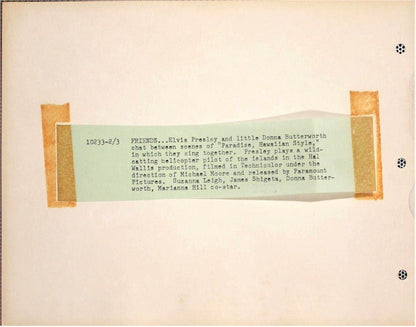 10233-2/3 FRIENDS...Elvis Presley and little Donna Butterworth
chat between scenes of "Paradise, Hawaiian Style,"
in which they sing together. Presley plays a wild-
catting helicopter pilot of the islands in the Hal
Wallis production, filmed in Technicolor under the
direction of Michael Moore and released by Paramount
Pictures. Suzanna Leigh, James Shigeta, Donna Butter-
worth, Marianna Hill co-star.